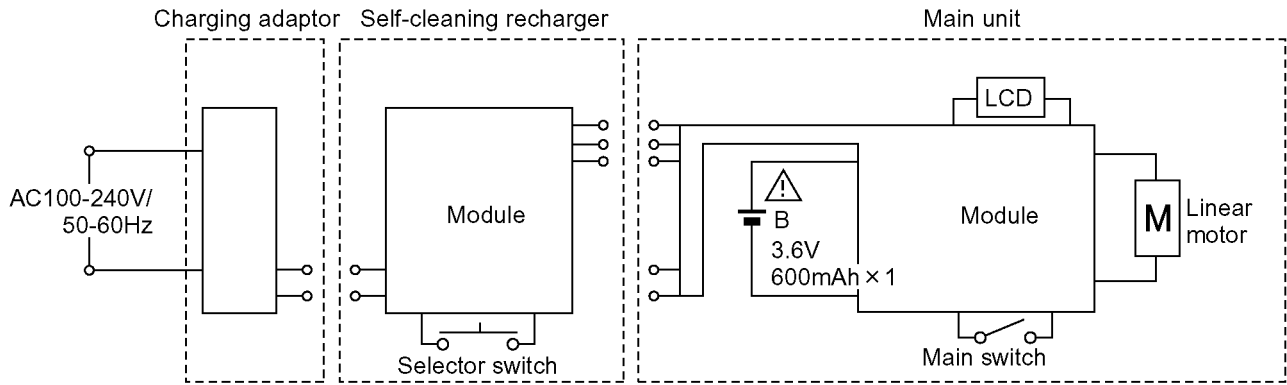 Charging adaptor
Self-cleaning recharger
Main unit
LCD
AC100-240V/
50-60Hz
Module
!
B
3.6V
600mAh×1
Module
M
Linear
motor
Selector switch
Main switch